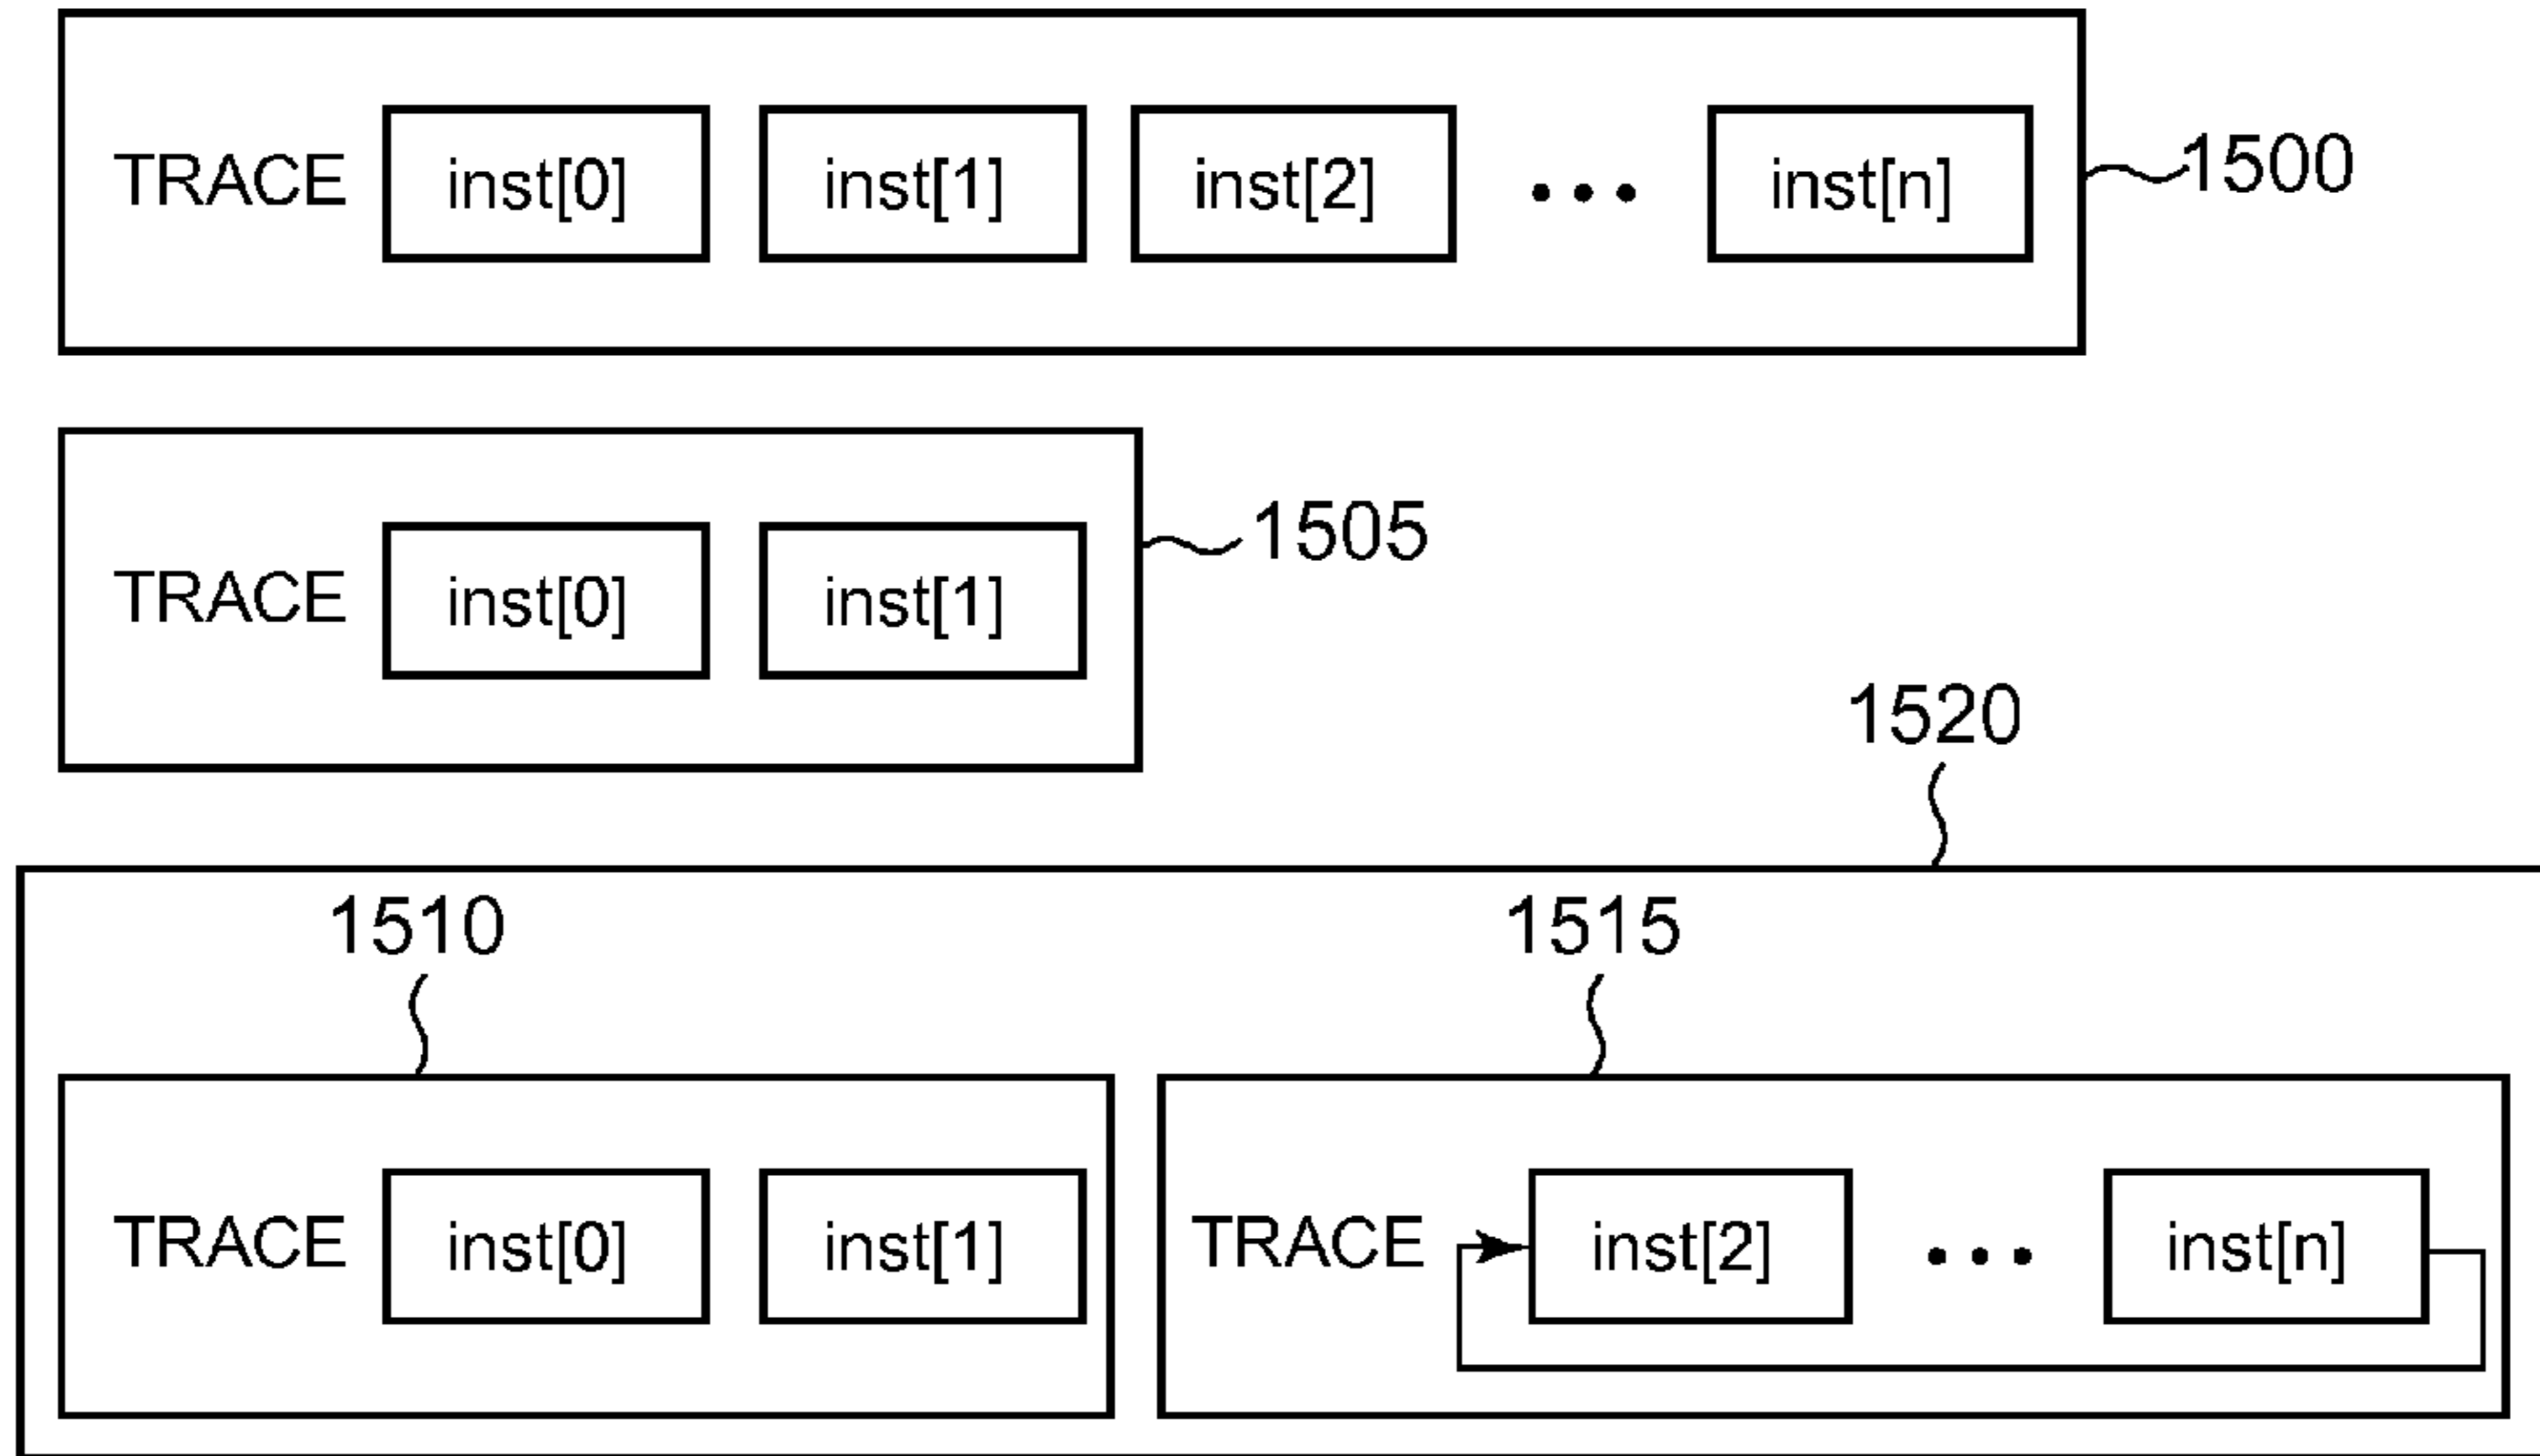 TRACE inst[0] inst[1] inst[2] ••• inst[n] 1500
TRACE inst[0] inst[1] 1505
1520
1510 1515
TRACE inst[0] inst[1] TRACE inst[2] ••• inst[n]